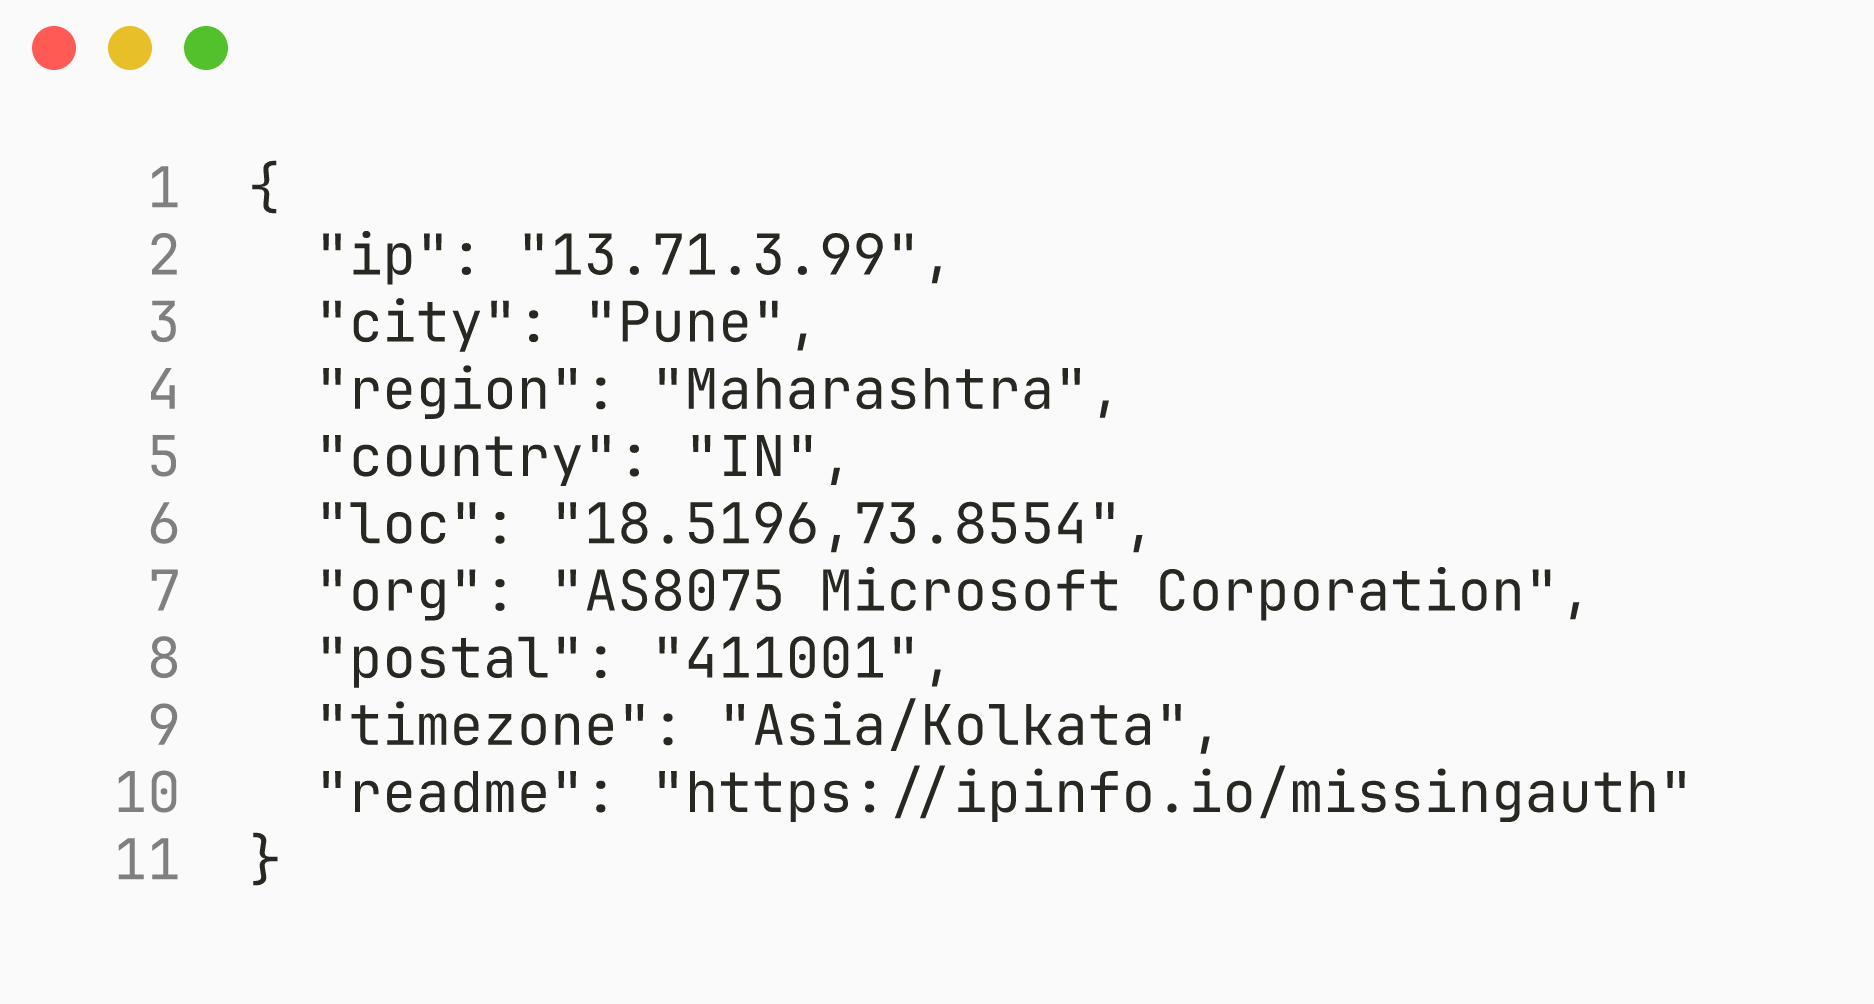 1 {
2   "ip": "13.71.3.99",
3   "city": "Pune",
4   "region": "Maharashtra",
5   "country": "IN",
6   "loc": "18.5196,73.8554",
7   "org": "AS8075 Microsoft Corporation",
8   "postal": "411001",
9   "timezone": "Asia/Kolkata",
10   "readme": "https://ipinfo.io/missingauth"
11 }